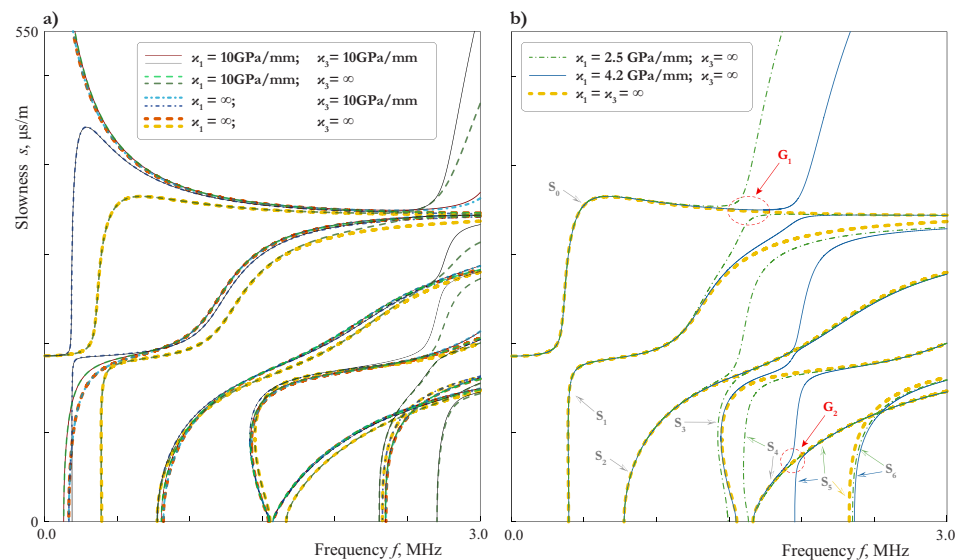 a)
550
ϰ₁ = 10GPa/mm; ϰ₃ = 10GPa/mm
ϰ₁ = 10GPa/mm; ϰ₃ = ∞
ϰ₁ = ∞; ϰ₃ = 10GPa/mm
ϰ₁ = ∞; ϰ₃ = ∞
Slowness s, µs/m
0
0.0
3.0
Frequency f, MHz
b)
ϰ₁ = 2.5 GPa/mm; ϰ₃ = ∞
ϰ₁ = 4.2 GPa/mm; ϰ₃ = ∞
ϰ₁ = ϰ₃ = ∞
G₁
S₀
S₁
S₂
S₃
S₄
G₂
S₅
S₆
0.0
3.0
Frequency f, MHz